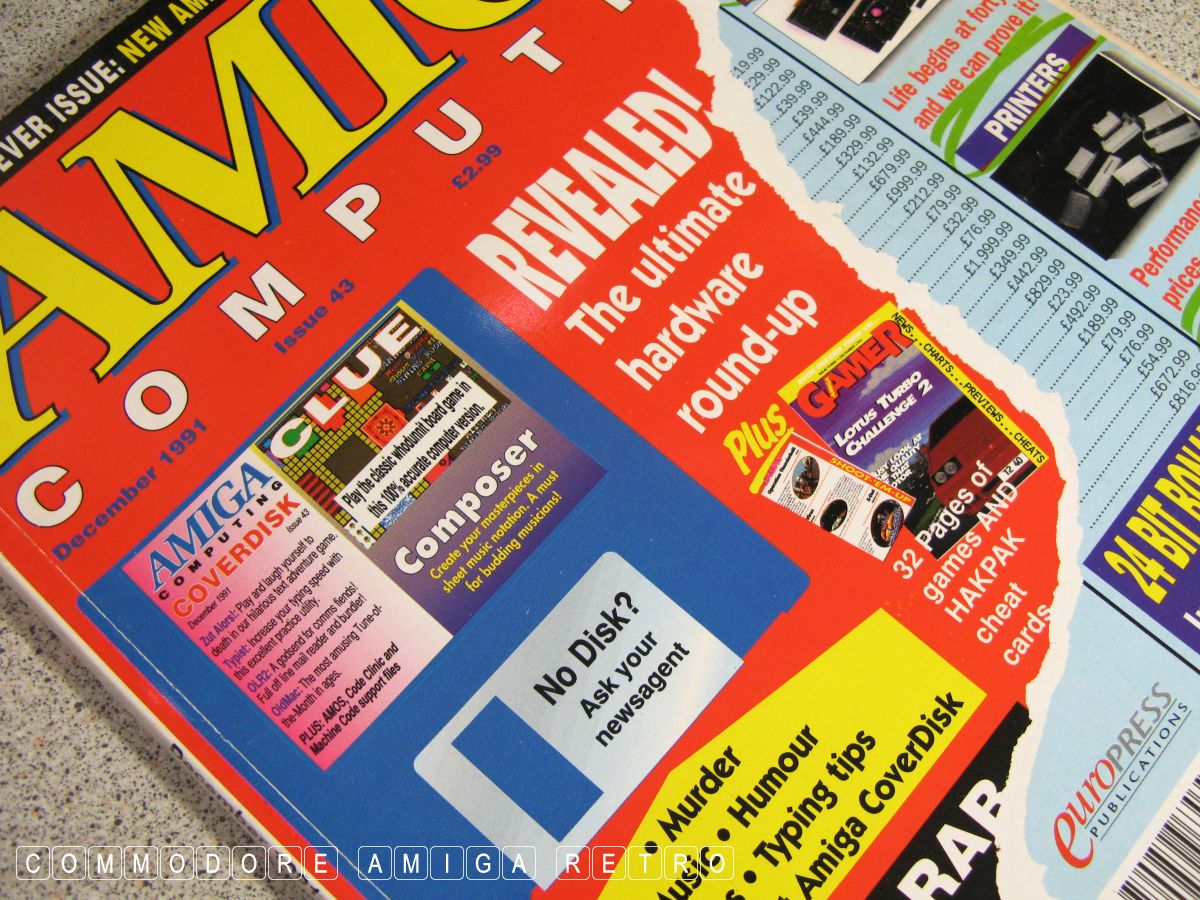 EVER ISSUE: NEW AM
AMIG
COMPUT
£2.99
December 1991
Issue 43
REVEALED!
The ultimate
hardware
round-up
Plus
GAMER
LOTUS TURBO
CHALLENGE 2
NEWS...CHARTS...PREVIEWS...CHEATS
SHOOT-'EM-UP
32 Pages of
games AND
HAKPAK
cheat
cards
AMIGA
COMPUTING
COVERDISK
December 1991
Issue 43
Zut Alors!: Play and laugh yourself to
death in our hilarious text adventure game.
Typist: Increase your typing speed with
this excellent practice utility.
OLR2: A godsend for comms fiends!
Full off line mail reader and bundler!
OldMac: The most amusing Tune-of-
the-Month in ages.
PLUS: AMOS, Code Clinic and
Machine Code support files
CLUE
Play the classic whodunnit board game in
this 100% accurate computer version.
Composer
Create your masterpieces in
sheet music notation. A must
for budding musicians!
No Disk?
Ask your
newsagent
• Murder
Music • Humour
s • Typing tips
Amiga CoverDisk
RAB
Life begins at forty
and we can prove it!
PRINTERS
Performance
prices
£29.99
£122.99
£39.99
£39.99
£444.99
£189.99
£329.99
£132.99
£679.99
£999.99
£212.99
£79.99
£32.99
£76.99
£1,999.99
£349.99
£442.99
£829.99
£23.99
£492.99
£189.99
£79.99
£76.99
£54.99
£672.99
£816.99
24 BIT
euroPRESS
PUBLICATIONS
COMMODORE AMIGA RETRO